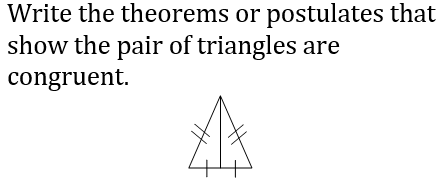 Write the theorems or postulates that
show the pair of triangles are
congruent.